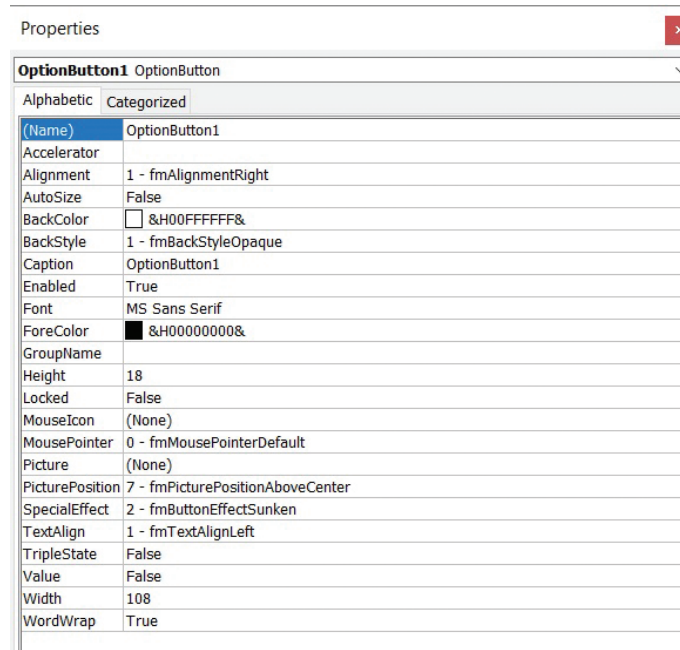 Properties
OptionButton1 OptionButton
Alphabetic Categorized
(Name) OptionButton1
Accelerator
Alignment 1 - fmAlignmentRight
AutoSize False
BackColor &H00FFFFFF&
BackStyle 1 - fmBackStyleOpaque
Caption OptionButton1
Enabled True
Font MS Sans Serif
ForeColor &H00000000&
GroupName
Height 18
Locked False
MouseIcon (None)
MousePointer 0 - fmMousePointerDefault
Picture (None)
PicturePosition 7 - fmPicturePositionAboveCenter
SpecialEffect 2 - fmButtonEffectSunken
TextAlign 1 - fmTextAlignLeft
TripleState False
Value False
Width 108
WordWrap True